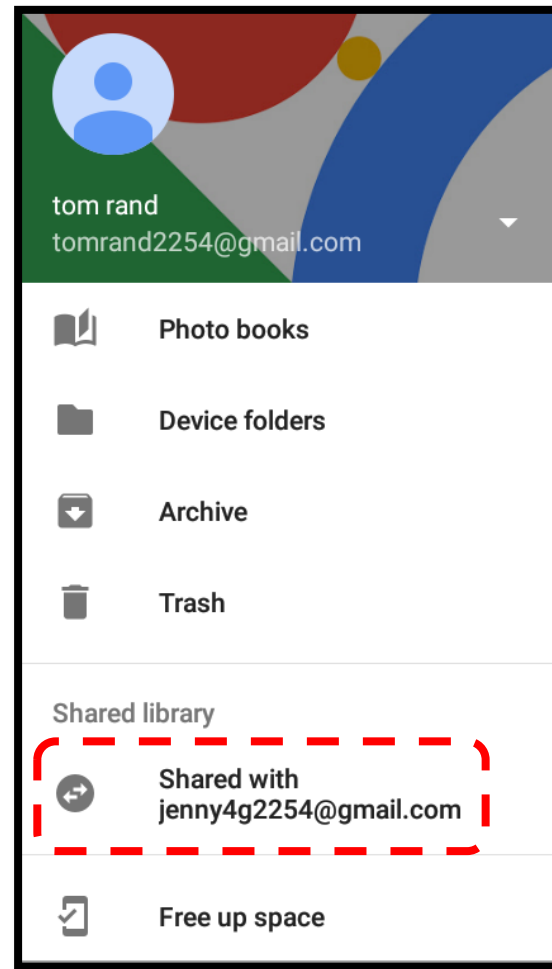 tom rand
tomrand2254@gmail.com
Photo books
Device folders
Archive
Trash
Shared library
Shared with
jenny4g2254@gmail.com
Free up space